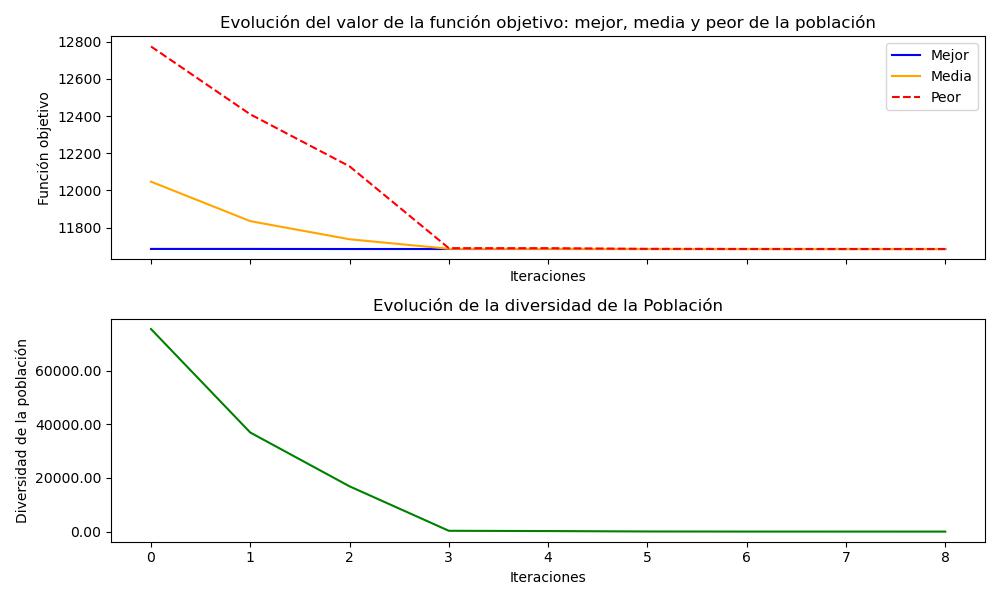 Evolución del valor de la función objetivo: mejor, media y peor de la población
12800
12600
12400
12200
12000
11800
Función objetivo
Mejor
Media
Peor
Iteraciones
Evolución de la diversidad de la Población
60000.00
40000.00
20000.00
0.00
Diversidad de la población
0 1 2 3 4 5 6 7 8
Iteraciones